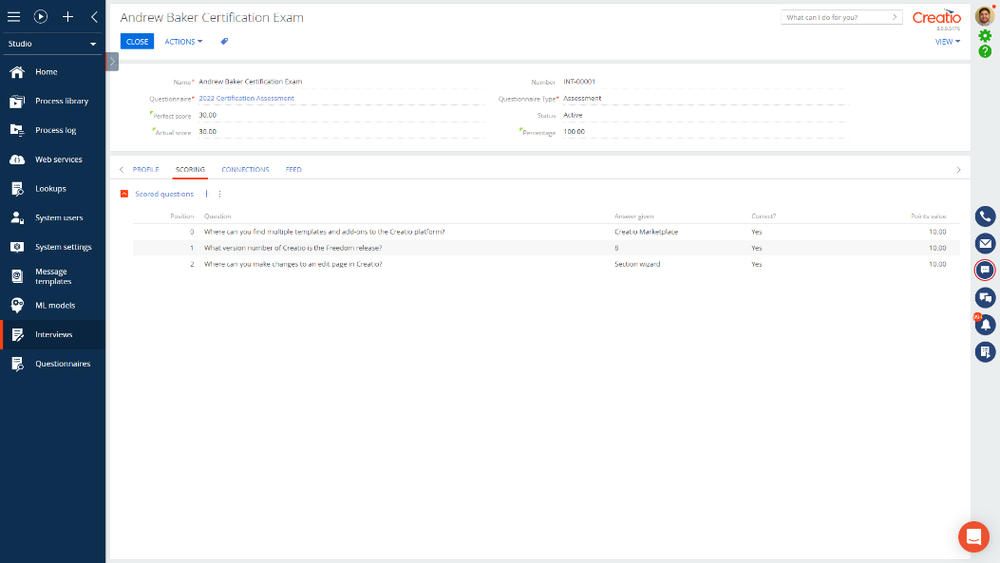 Andrew Baker Certification Exam
What can I do for you?
Creatio
8.0.0.5476
CLOSE
ACTIONS
VIEW
Studio
Home
Process library
Process log
Web services
Lookups
System users
System settings
Message
templates
ML models
Interviews
Questionnaires
Name* Andrew Baker Certification Exam
Number INT-00001
Questionnaire* 2022 Certification Assessment
Questionnaire Type* Assessment
Perfect score 30.00
Status Active
Actual score 30.00
Percentage 100.00
PROFILE SCORING CONNECTIONS FEED
Scored questions
Position Question Answer given Correct? Points value
0 Where can you find multiple templates and add-ons to the Creatio platform? Creatio Marketplace Yes 10.00
1 What version number of Creatio is the Freedom release? 8 Yes 10.00
2 Where can you make changes to an edit page in Creatio? Section wizard Yes 10.00
99+